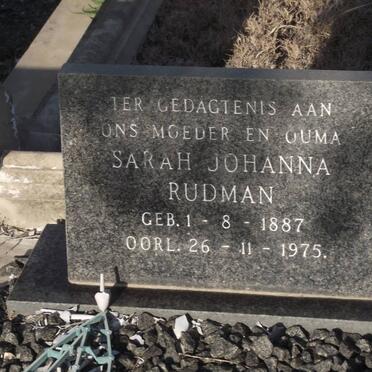 TER GEDAGTENIS AAN
ONS MOEDER EN OUMA
SARAH JOHANNA
RUDMAN
GEB. 1 - 8 - 1887
OORL. 26 - 11 - 1975.